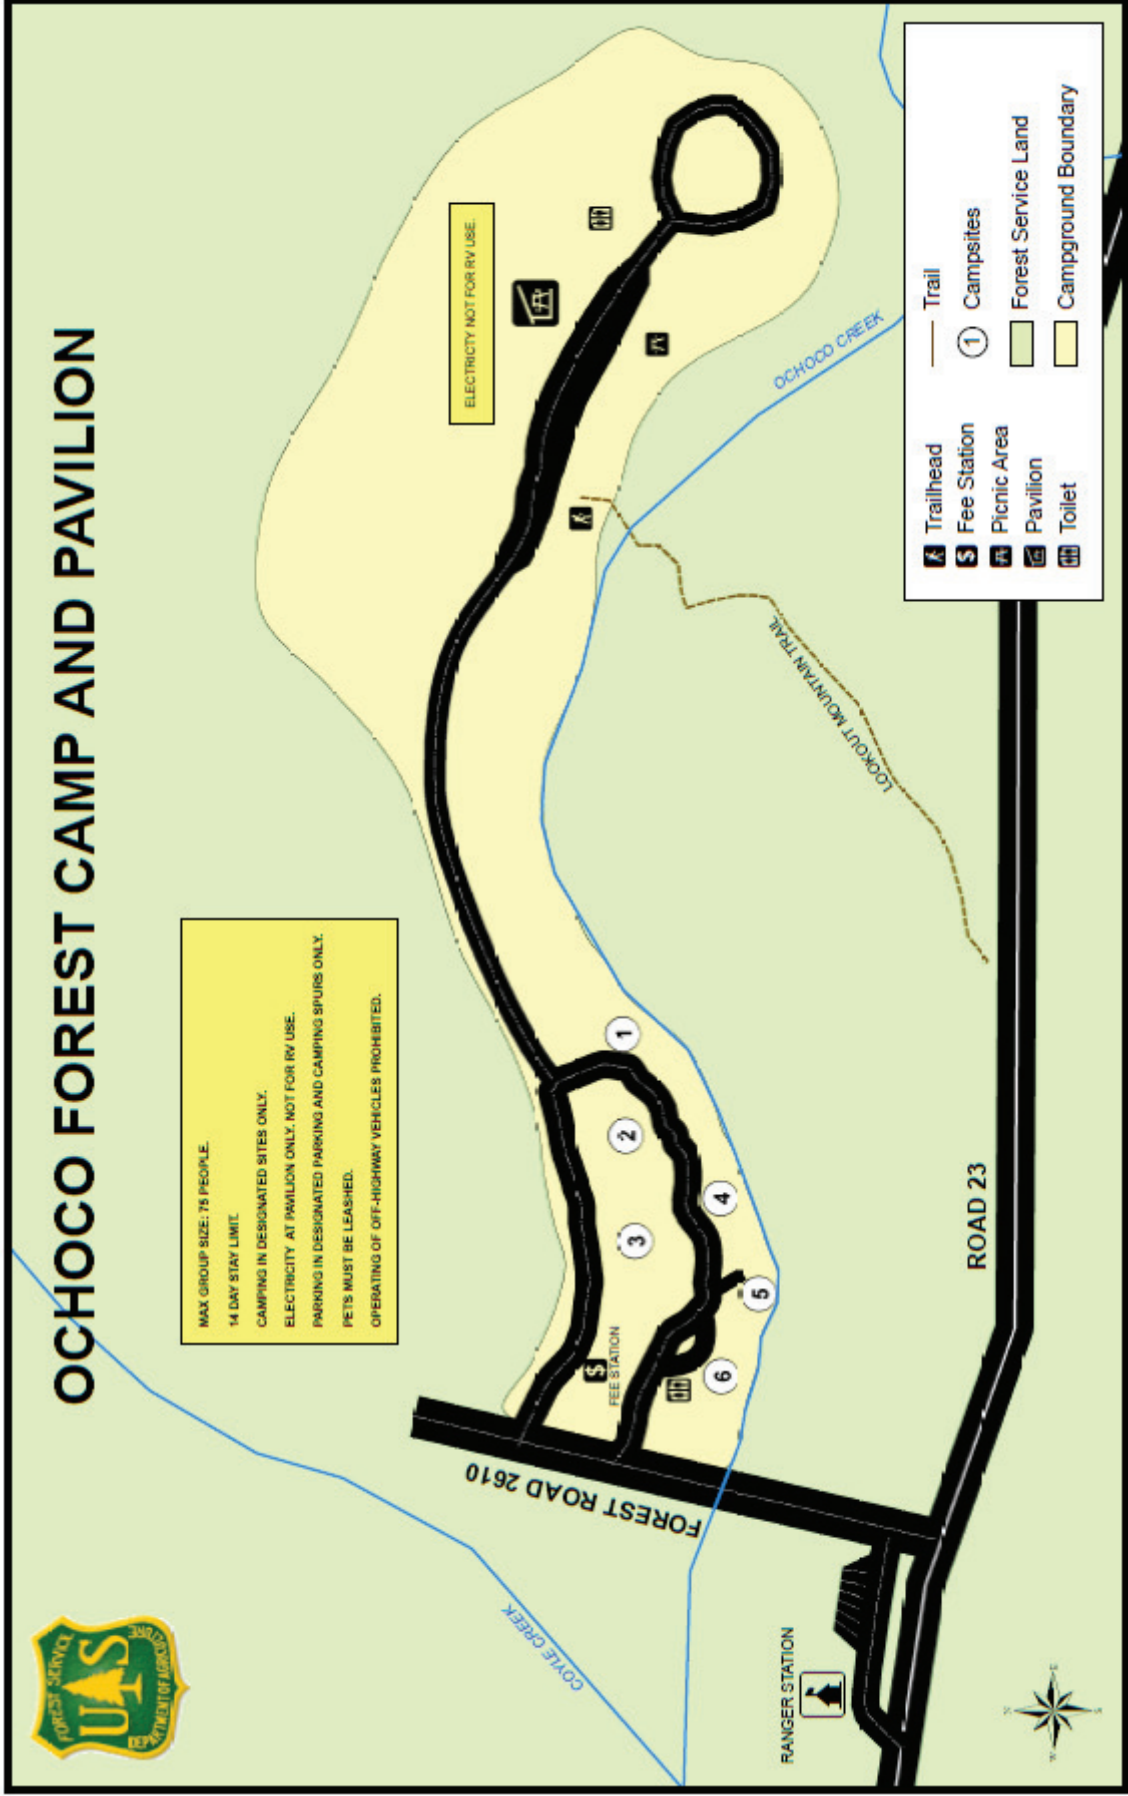 OCHOCO FOREST CAMP AND PAVILION
FOREST SERVICE
US
DEPARTMENT OF AGRICULTURE
MAX GROUP SIZE: 75 PEOPLE.
14 DAY STAY LIMIT.
CAMPING IN DESIGNATED SITES ONLY.
ELECTRICITY AT PAVILION ONLY. NOT FOR RV USE.
PARKING IN DESIGNATED PARKING AND CAMPING SPURS ONLY.
PETS MUST BE LEASHED.
OPERATING OF OFF-HIGHWAY VEHICLES PROHIBITED.
ELECTRICTY NOT FOR RV USE.
COYLE CREEK
FOREST ROAD 2610
$
FEE STATION
1
2
3
4
5
6
OCHOCO CREEK
LOOKOUT MOUNTAIN TRAIL
RANGER STATION
ROAD 23
N
E
S
W
Trailhead
$ Fee Station
Picnic Area
Pavilion
Toilet
Trail
1 Campsites
Forest Service Land
Campground Boundary